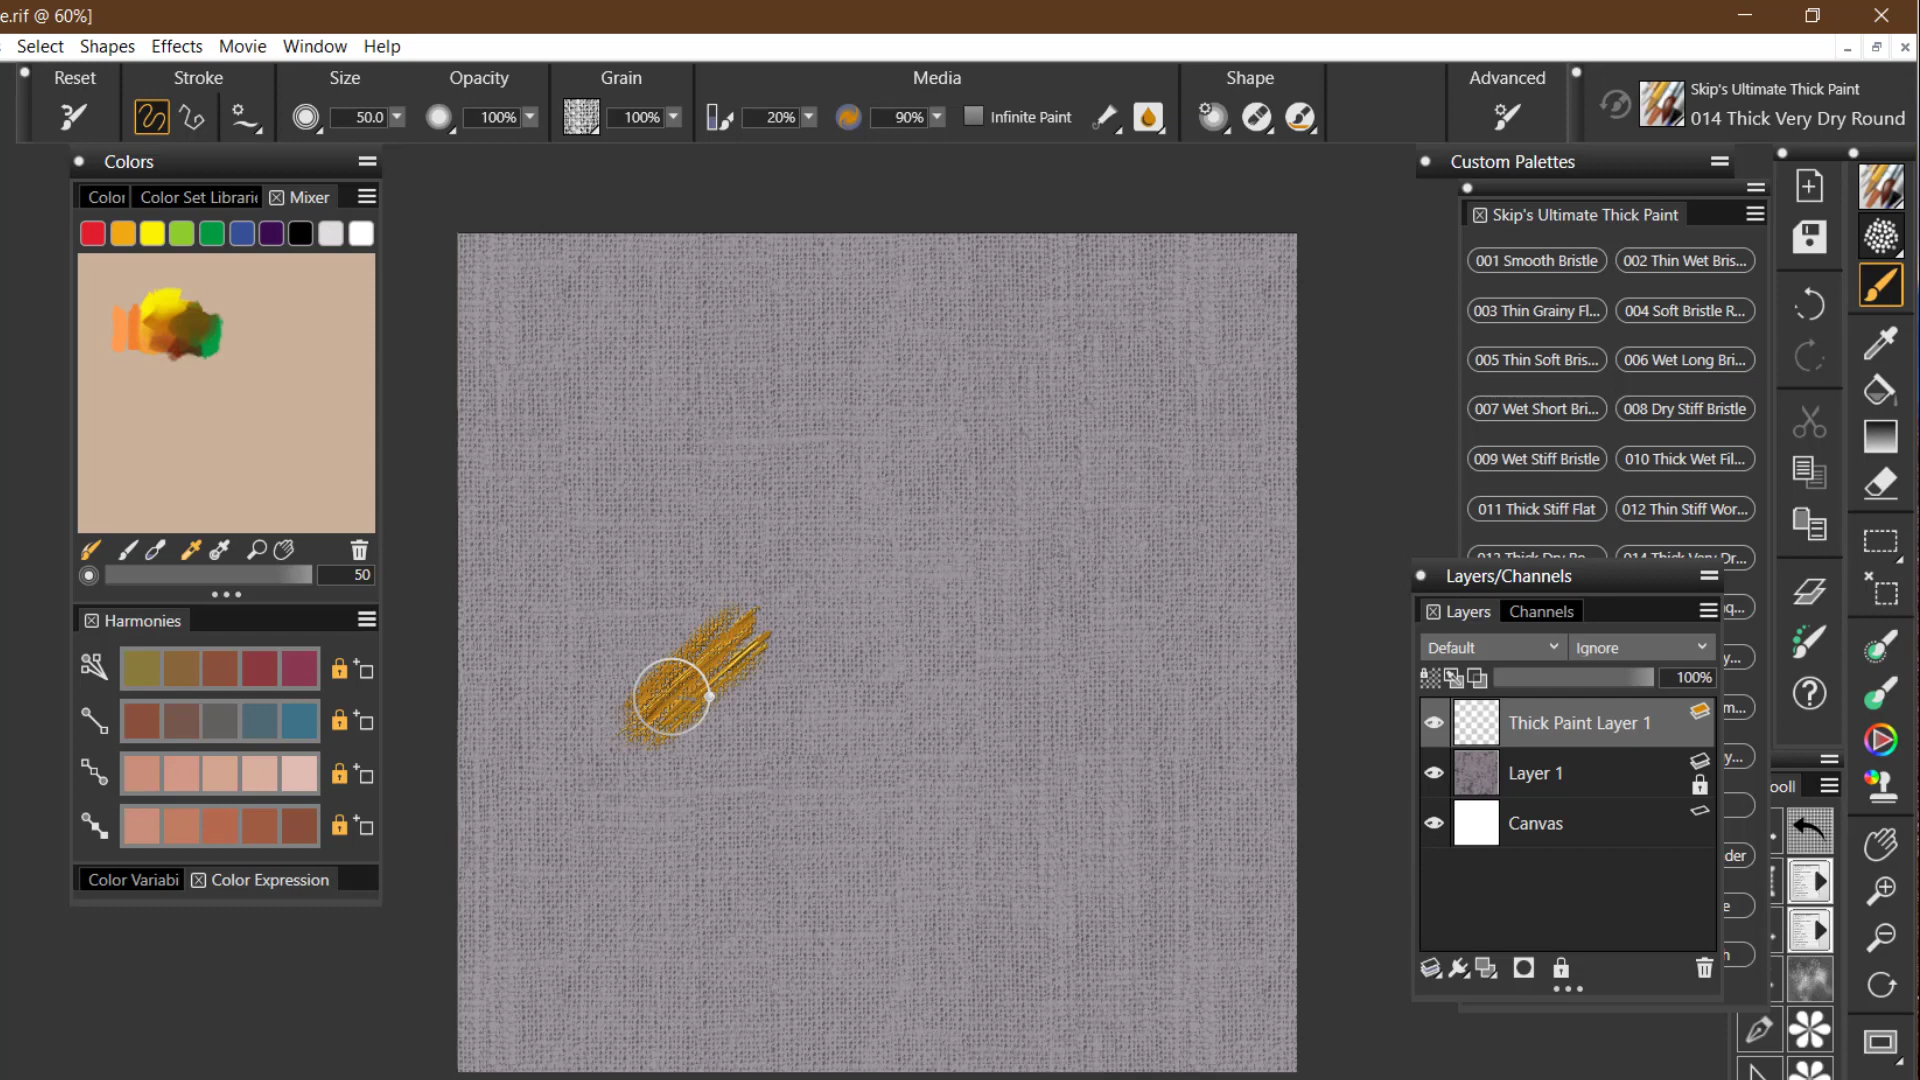 e.rif @ 60%]
Select Shapes Effects Movie Window Help
Reset Stroke Size Opacity Grain Media Shape Advanced
50.0 100% 100% 20% 90% Infinite Paint
Skip's Ultimate Thick Paint
014 Thick Very Dry Round
Colors
Color Set Librari Mixer
50
Harmonies
Color Variabi Color Expression
Custom Palettes
Skip's Ultimate Thick Paint
001 Smooth Bristle 002 Thin Wet Bris...
003 Thin Grainy Fl... 004 Soft Bristle R...
005 Thin Soft Bris... 006 Wet Long Bri...
007 Wet Short Bri... 008 Dry Stiff Bristle
009 Wet Stiff Bristle 010 Thick Wet Fil...
011 Thick Stiff Flat 012 Thin Stiff Wor...
Layers/Channels
Layers Channels
Default Ignore
100%
Thick Paint Layer 1
Layer 1
Canvas